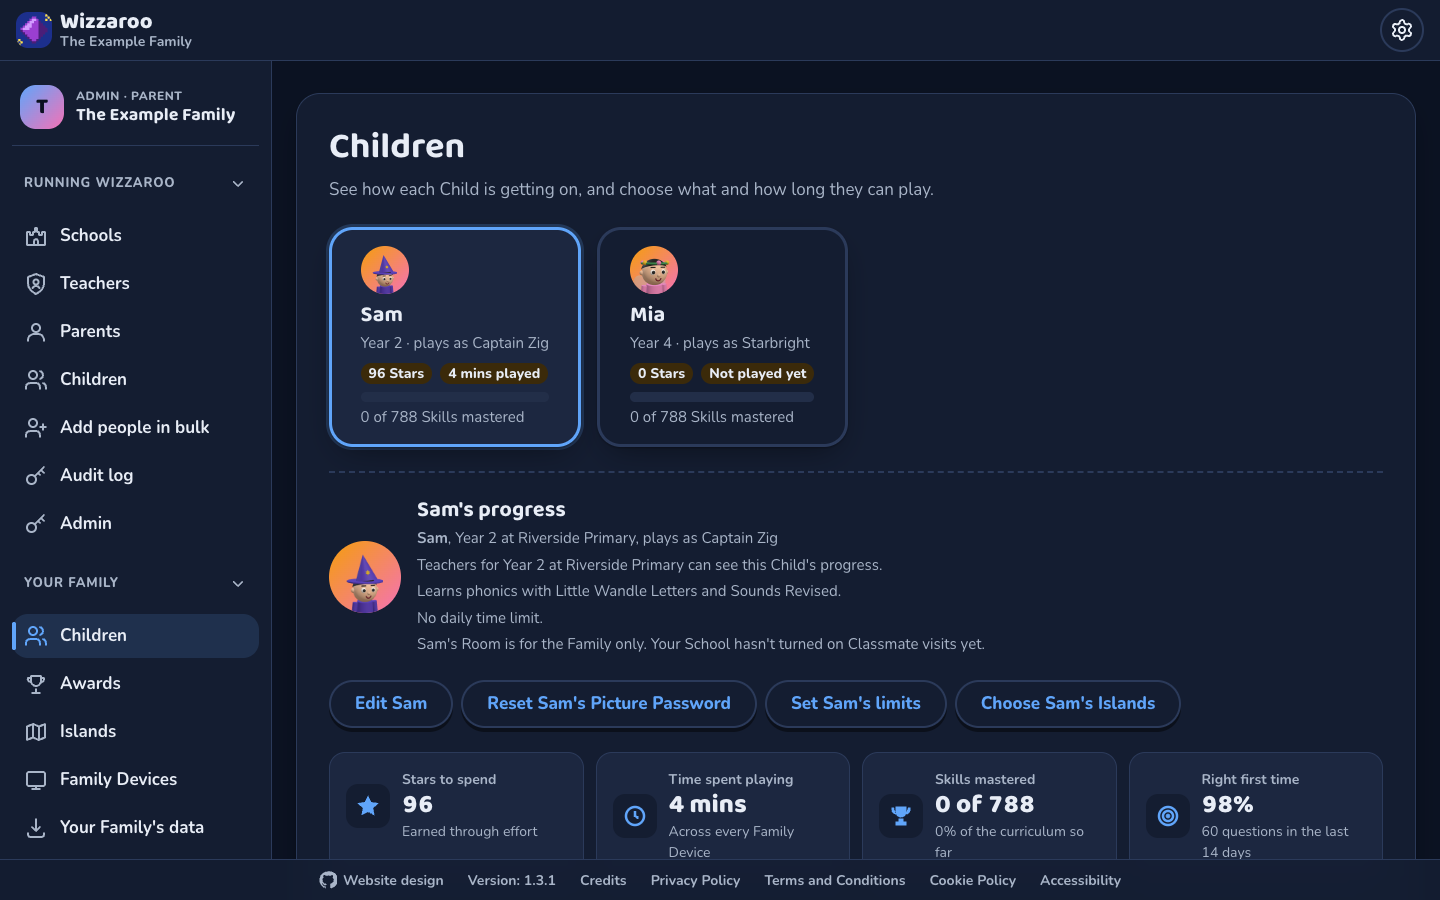 Wizzaroo
The Example Family
T
ADMIN · PARENT
The Example Family
RUNNING WIZZAROO
Schools
Teachers
Parents
Children
Add people in bulk
Audit log
Admin
YOUR FAMILY
Children
Awards
Islands
Family Devices
Your Family's data
Children
See how each Child is getting on, and choose what and how long they can play.
Sam
Year 2 · plays as Captain Zig
96 Stars
4 mins played
0 of 788 Skills mastered
Mia
Year 4 · plays as Starbright
0 Stars
Not played yet
0 of 788 Skills mastered
Sam's progress
Sam, Year 2 at Riverside Primary, plays as Captain Zig
Teachers for Year 2 at Riverside Primary can see this Child's progress.
Learns phonics with Little Wandle Letters and Sounds Revised.
No daily time limit.
Sam's Room is for the Family only. Your School hasn't turned on Classmate visits yet.
Edit Sam
Reset Sam's Picture Password
Set Sam's limits
Choose Sam's Islands
Stars to spend
96
Earned through effort
Time spent playing
4 mins
Across every Family
Device
Skills mastered
0 of 788
0% of the curriculum so
far
Right first time
98%
60 questions in the last
14 days
Website design
Version: 1.3.1
Credits
Privacy Policy
Terms and Conditions
Cookie Policy
Accessibility